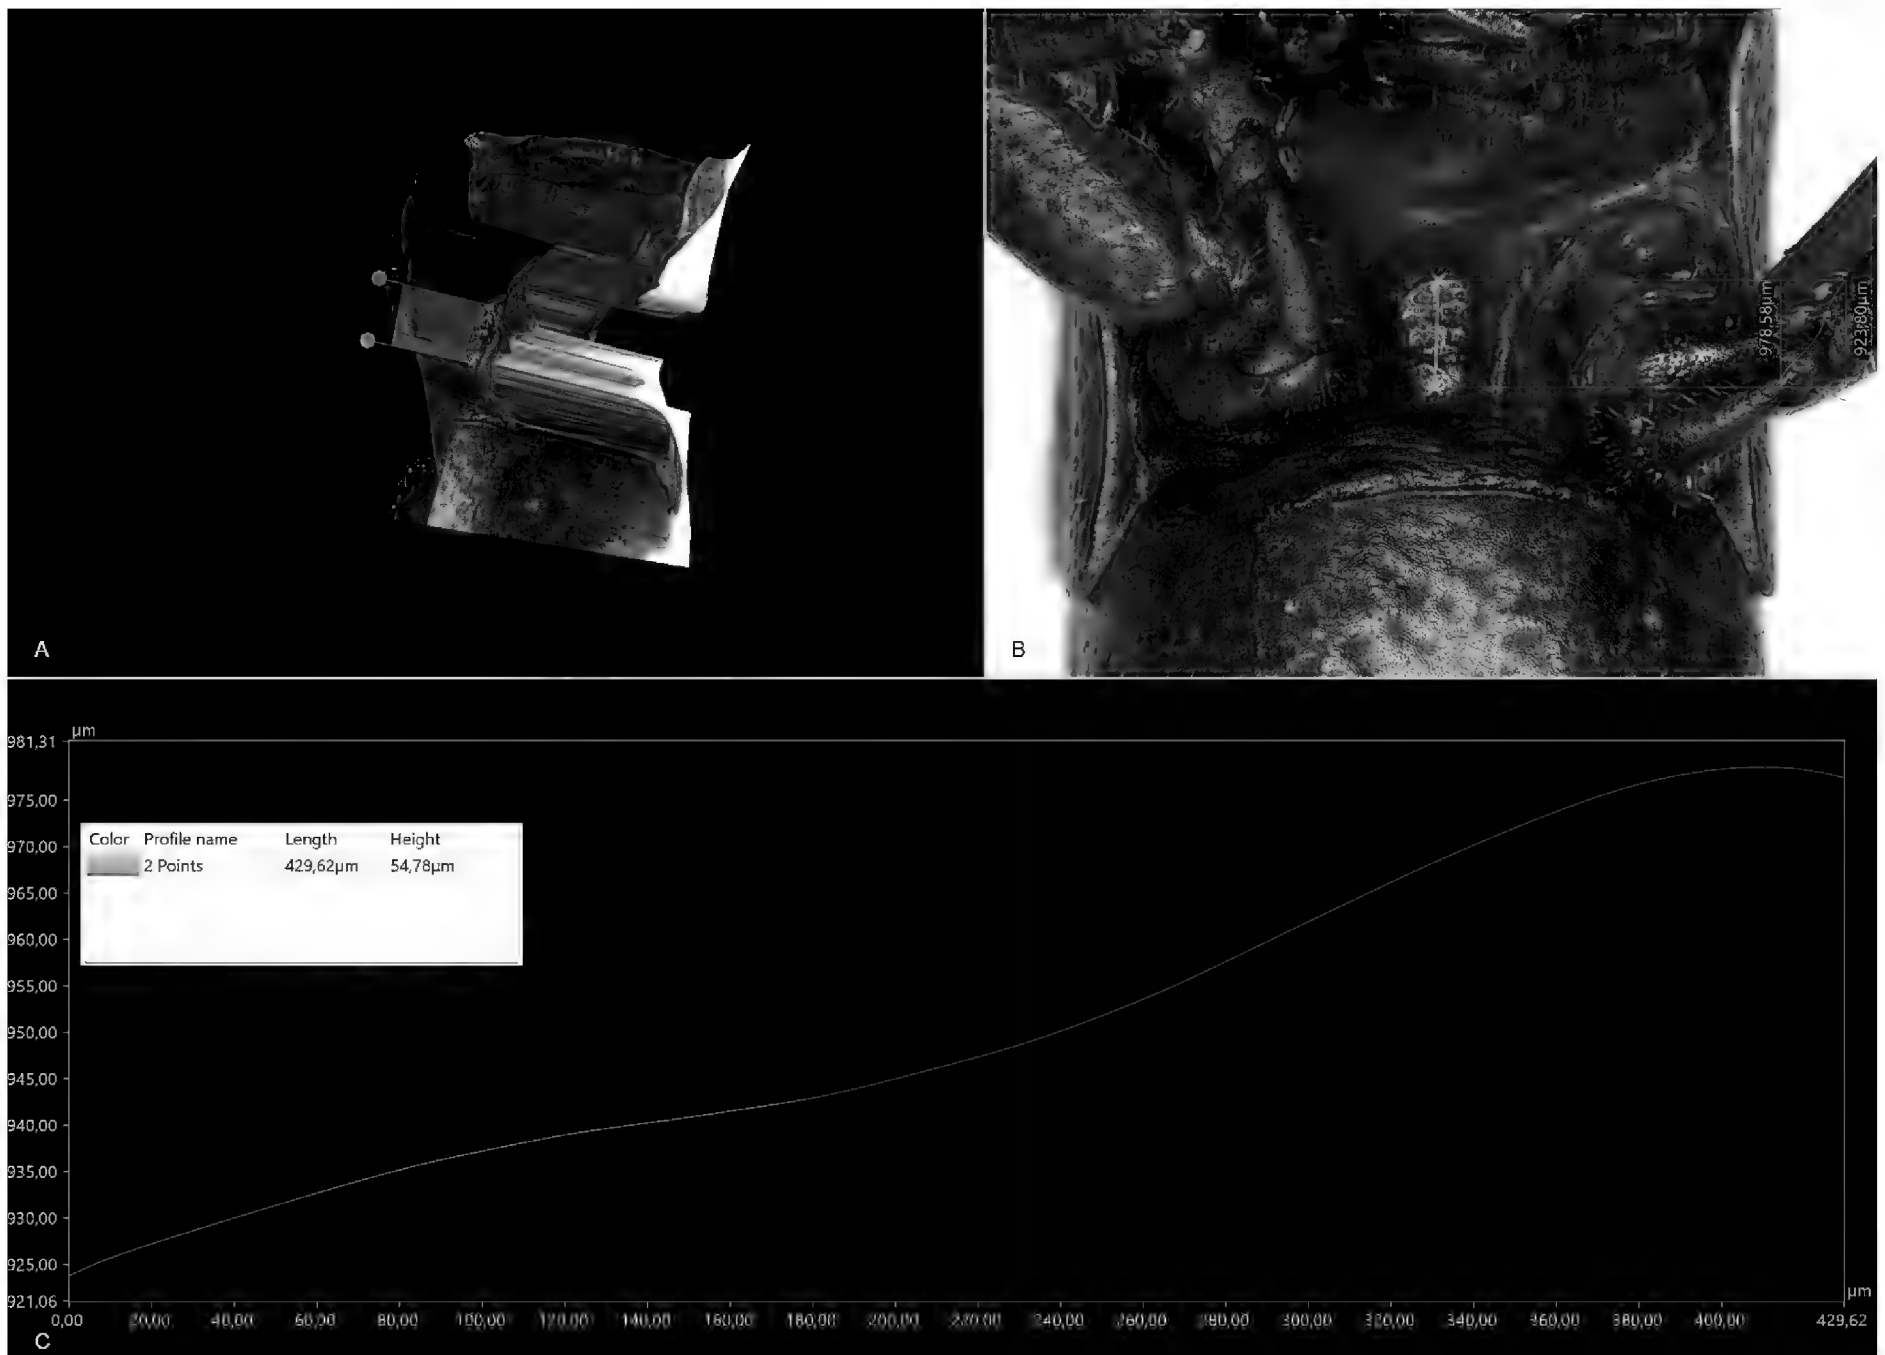 A
978,58µm
923,80µm
B
µm
981,31
975,00
970,00
965,00
960,00
955,00
950,00
945,00
940,00
935,00
930,00
925,00
921,06
Color Profile name Length Height
2 Points 429,62µm 54,78µm
µm
0,00 20,00 40,00 60,00 80,00 100,00 120,00 140,00 160,00 180,00 200,00 220,00 240,00 260,00 280,00 300,00 320,00 340,00 360,00 380,00 400,00 429,62
C